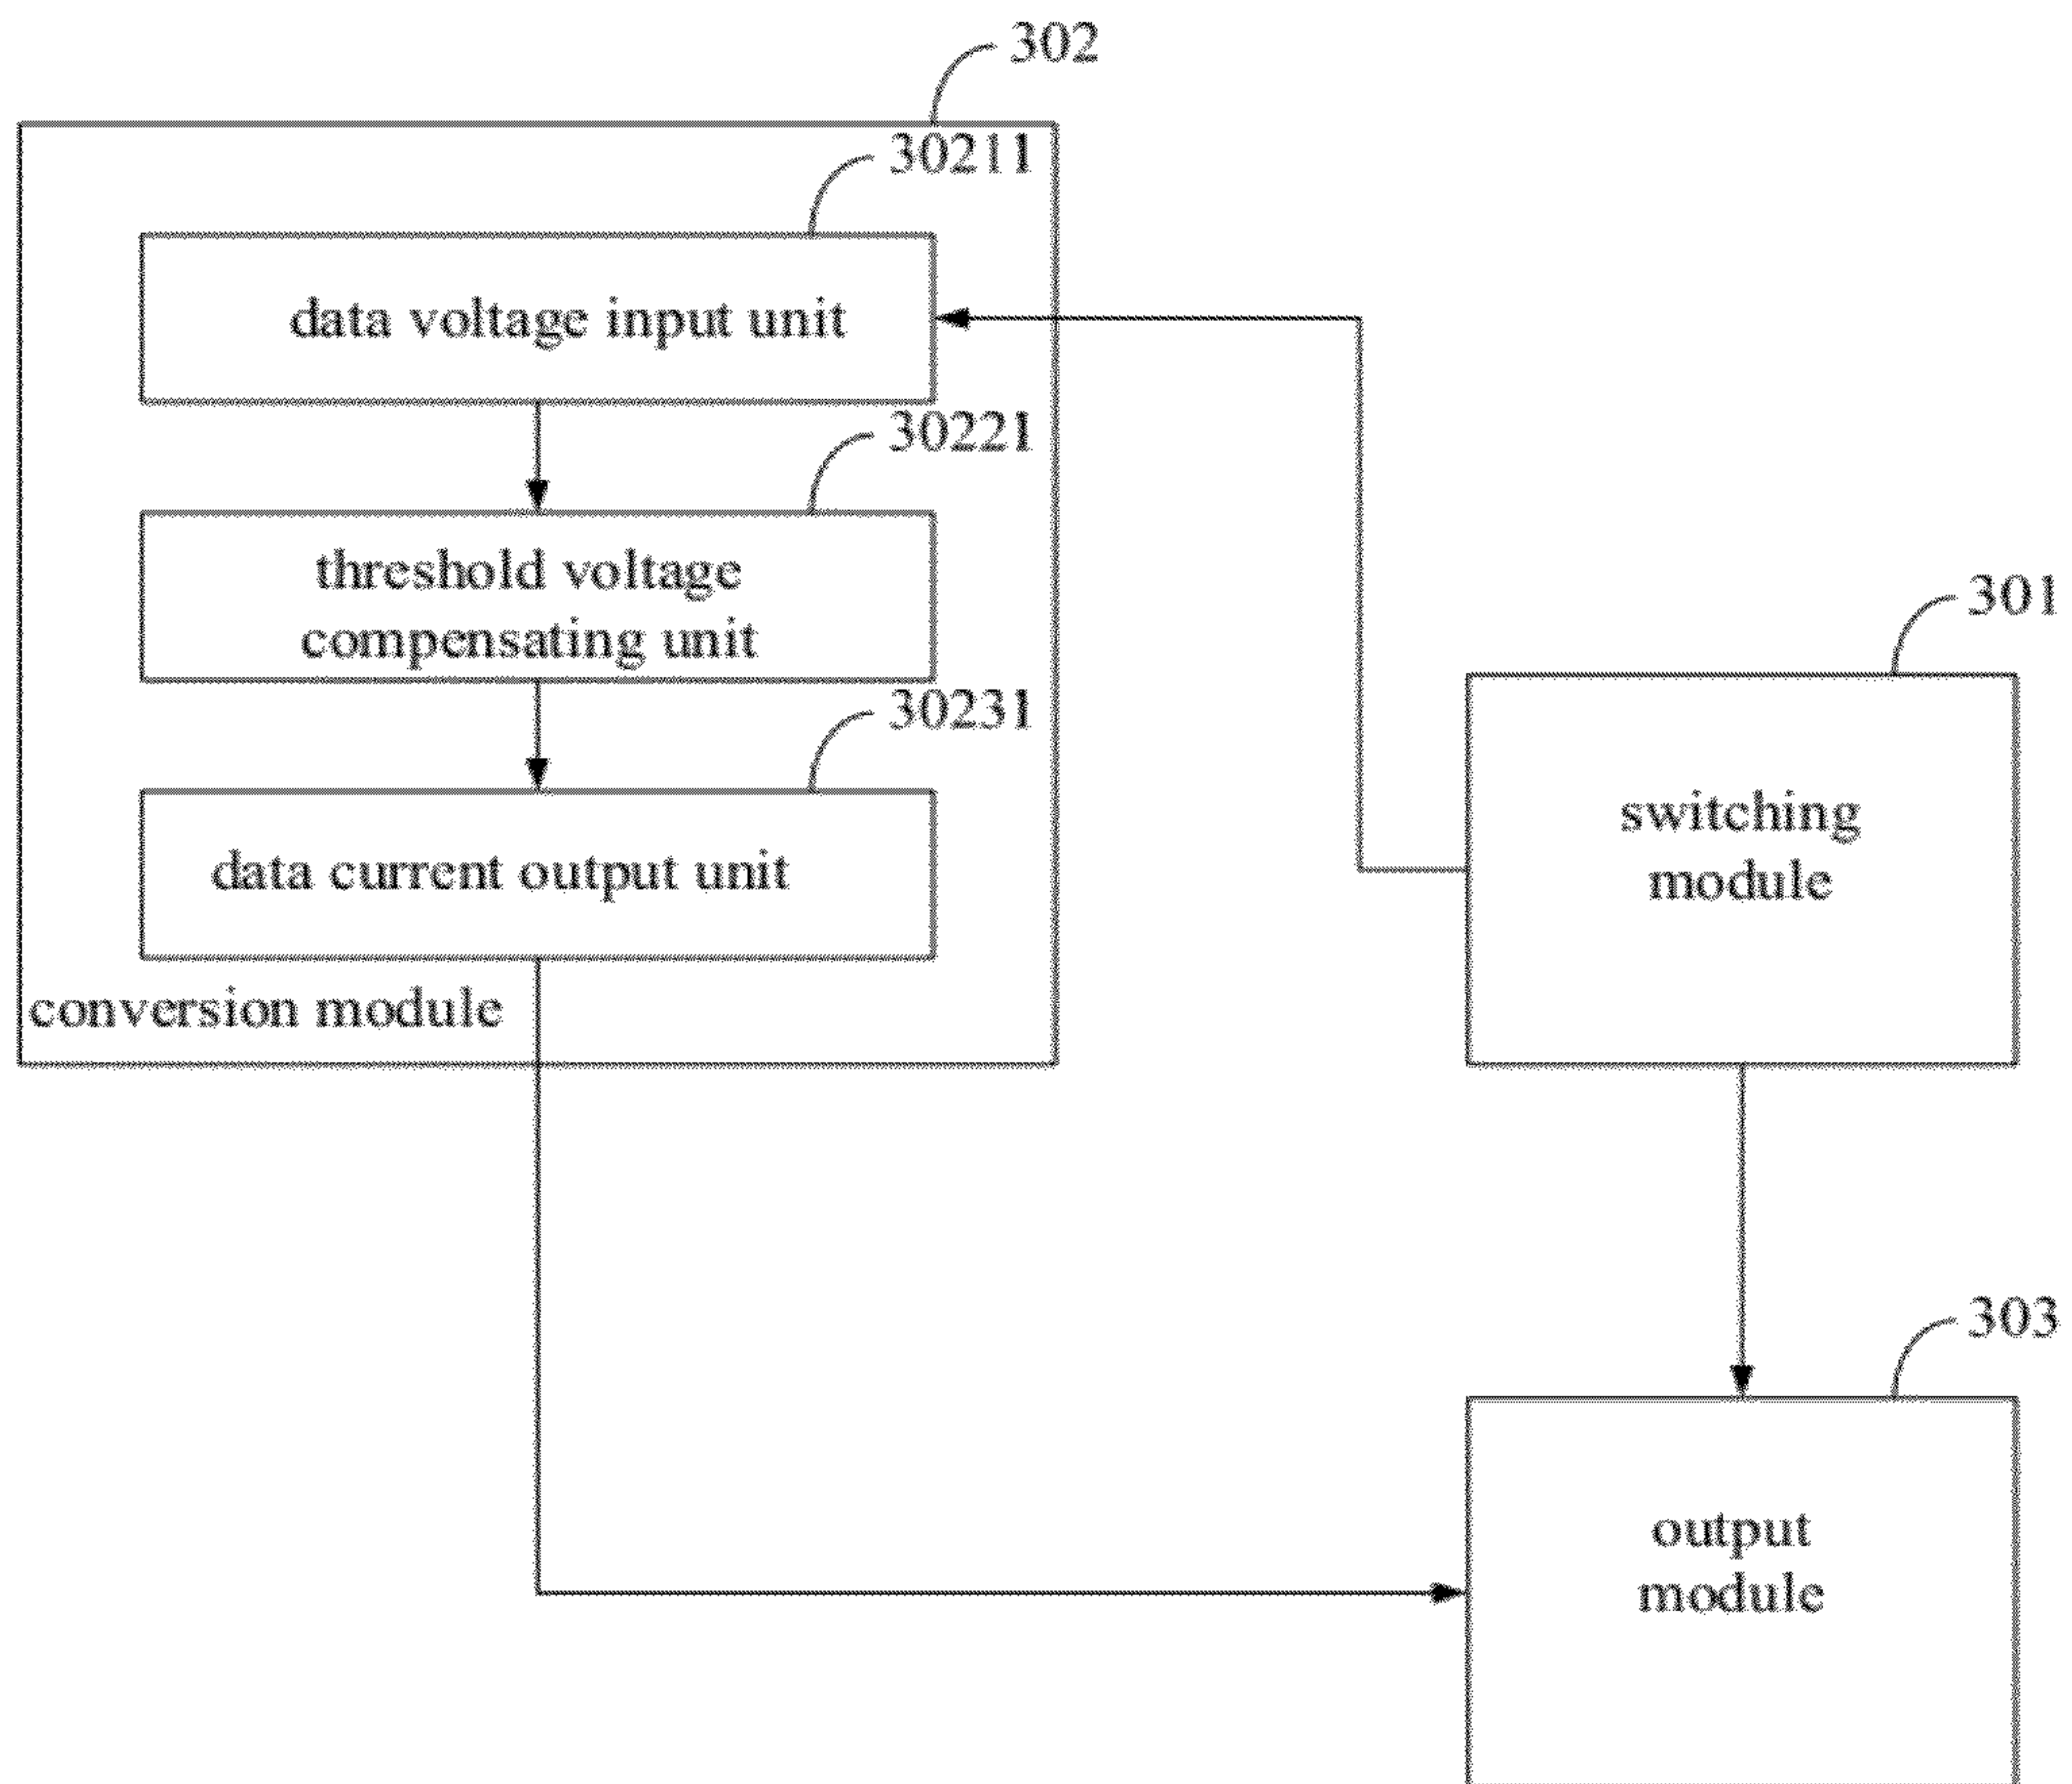 302
30211
data voltage input unit
30221
threshold voltage
compensating unit
30231
data current output unit
conversion module
301
switching
module
303
output
module